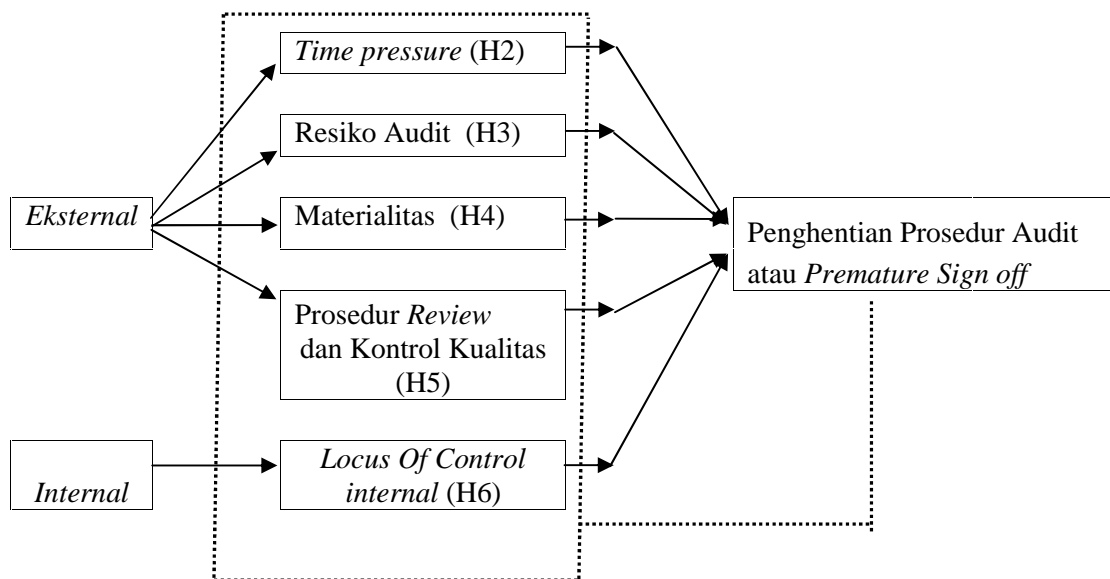 Time pressure (H2)
Resiko Audit (H3)
Materialitas (H4)
Eksternal
Penghentian Prosedur Audit
atau Premature Sign off
Prosedur Review
dan Kontrol Kualitas
(H5)
Locus Of Control
internal (H6)
Internal